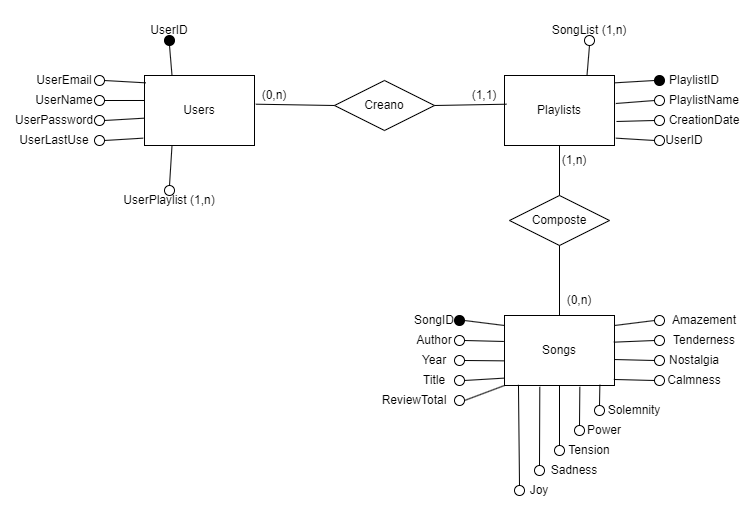 UserID
SongList (1,n)
UserEmail
UserName
UserPassword
UserLastUse
Users
(0,n)
Creano
(1,1)
Playlists
PlaylistID
PlaylistName
CreationDate
UserID
UserPlaylist (1,n)
(1,n)
Composte
(0,n)
SongID
Author
Year
Title
ReviewTotal
Songs
Amazement
Tenderness
Nostalgia
Calmness
Solemnity
Power
Tension
Sadness
Joy